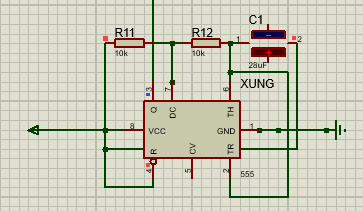 R11
R12
C1
1
2
10k
10k
28uF
XUNG
3
7
6
Q
DC
TH
8
VCC
GND
1
R
CV
TR
4
5
2
555